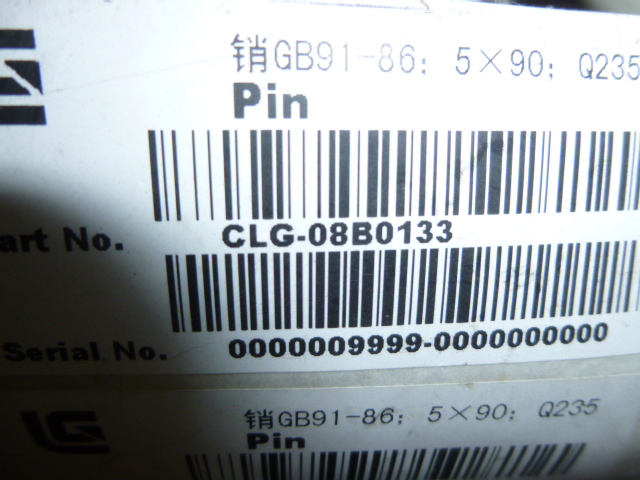 销GB91-86; 5×90; Q235
Pin
art No. CLG-08B0133
Serial No. 0000009999-0000000000
LG
销GB91-86; 5×90; Q235
Pin